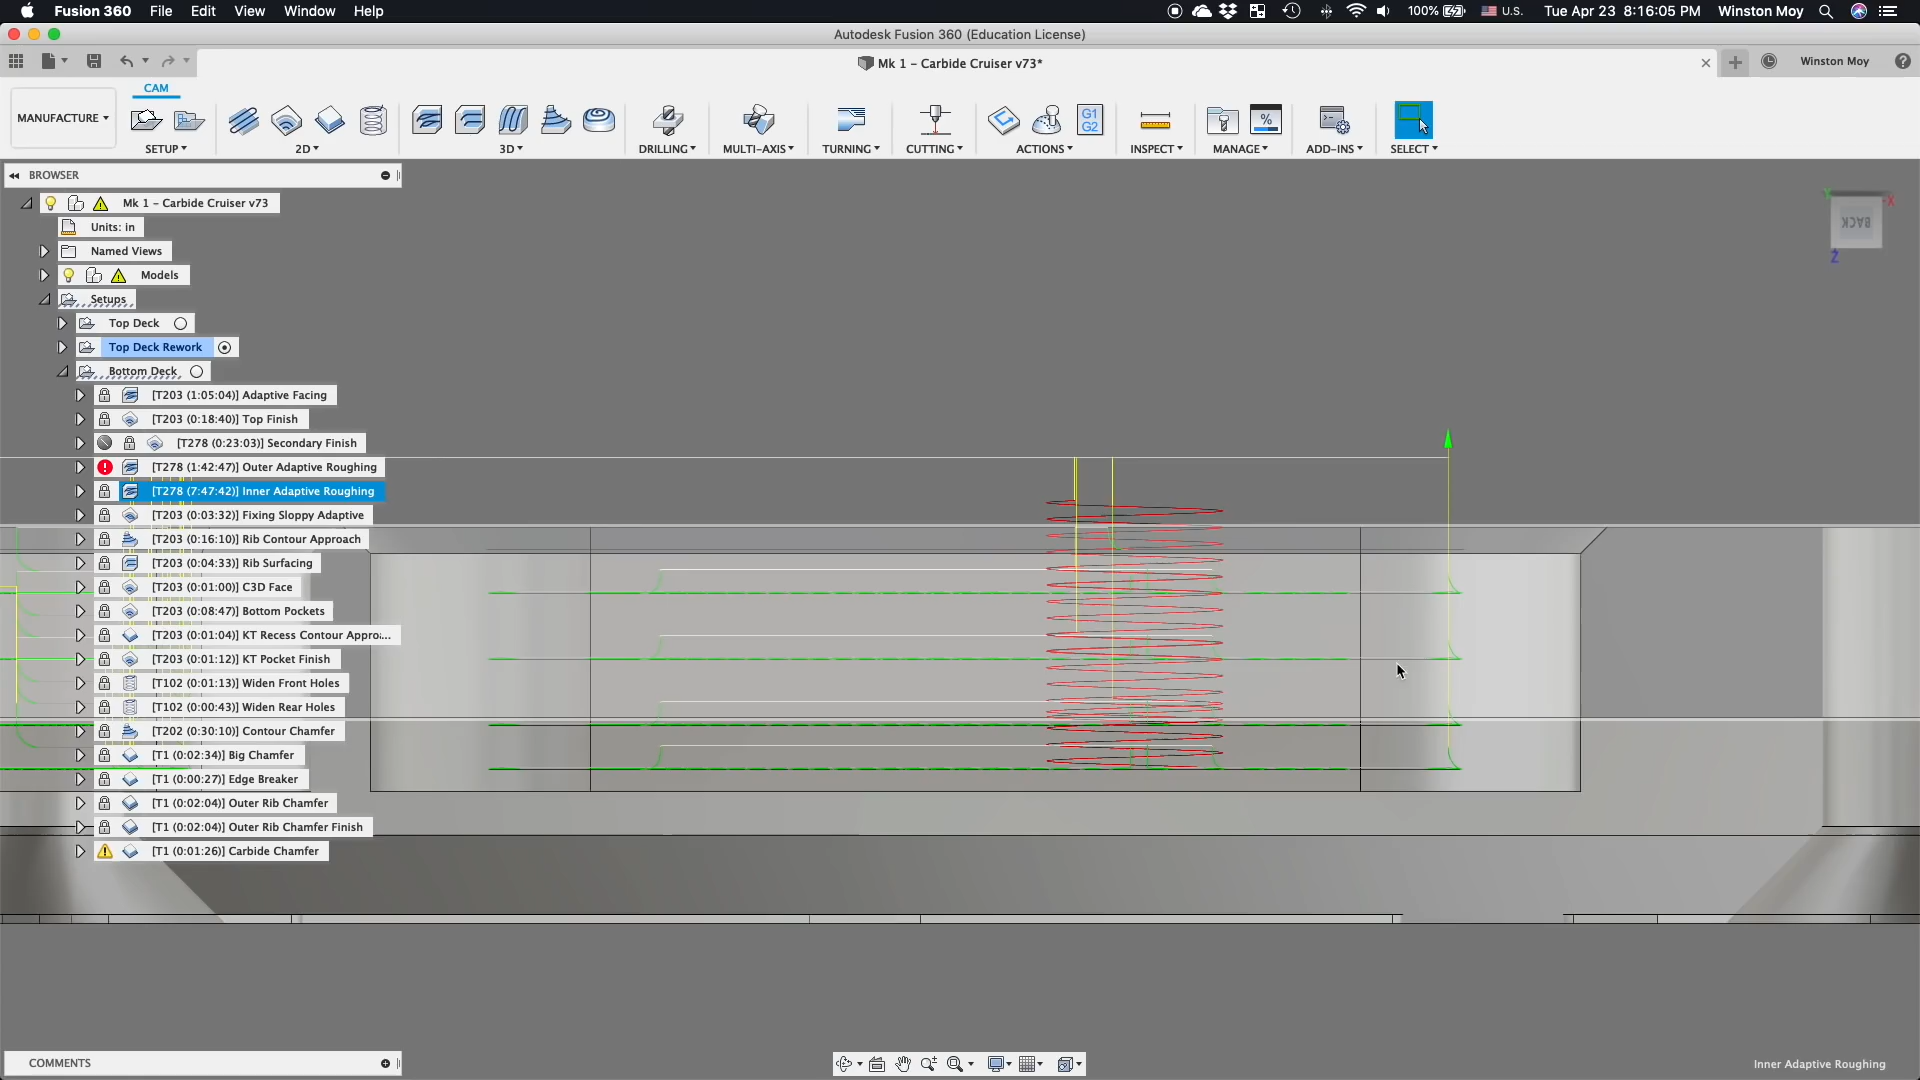 Fusion 360 File Edit View Window Help 100% U.S. Tue Apr 23 8:16:05 PM Winston Moy
Autodesk Fusion 360 (Education License)
Mk 1 – Carbide Cruiser v73* Winston Moy
CAM
MANUFACTURE
G1
G2
%
SETUP 2D 3D DRILLING MULTI-AXIS TURNING CUTTING ACTIONS INSPECT MANAGE ADD-INS SELECT
BROWSER
Mk 1 – Carbide Cruiser v73
Units: in
Named Views
Models
Setups
Top Deck
Top Deck Rework
Bottom Deck
[T203 (1:05:04)] Adaptive Facing
[T203 (0:18:40)] Top Finish
[T278 (0:23:03)] Secondary Finish
[T278 (1:42:47)] Outer Adaptive Roughing
[T278 (7:47:42)] Inner Adaptive Roughing
[T203 (0:03:32)] Fixing Sloppy Adaptive
[T203 (0:16:10)] Rib Contour Approach
[T203 (0:04:33)] Rib Surfacing
[T203 (0:01:00)] C3D Face
[T203 (0:08:47)] Bottom Pockets
[T203 (0:01:04)] KT Recess Contour Appro...
[T203 (0:01:12)] KT Pocket Finish
[T102 (0:01:13)] Widen Front Holes
[T102 (0:00:43)] Widen Rear Holes
[T202 (0:30:10)] Contour Chamfer
[T1 (0:02:34)] Big Chamfer
[T1 (0:00:27)] Edge Breaker
[T1 (0:02:04)] Outer Rib Chamfer
[T1 (0:02:04)] Outer Rib Chamfer Finish
[T1 (0:01:26)] Carbide Chamfer
Y X
BACK
Z
COMMENTS
Inner Adaptive Roughing